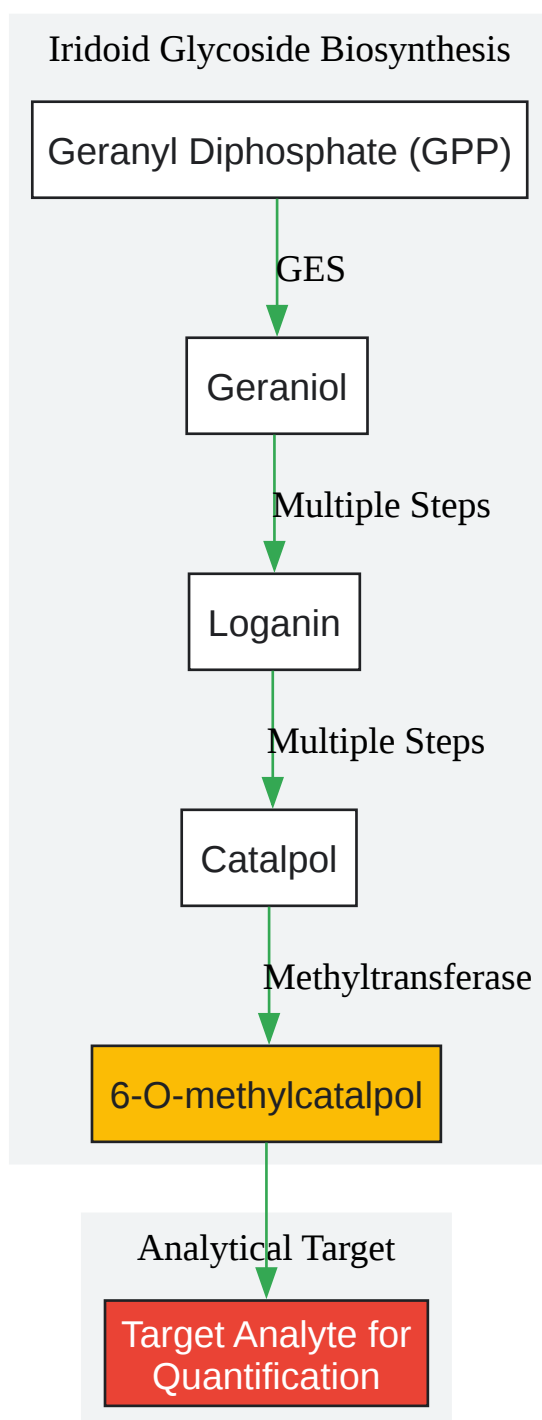 Iridoid Glycoside Biosynthesis
Geranyl Diphosphate (GPP)
GES
Geraniol
Multiple Steps
Loganin
Multiple Steps
Catalpol
Methyltransferase
6-O-methylcatalpol
Analytical Target
Target Analyte for
Quantification